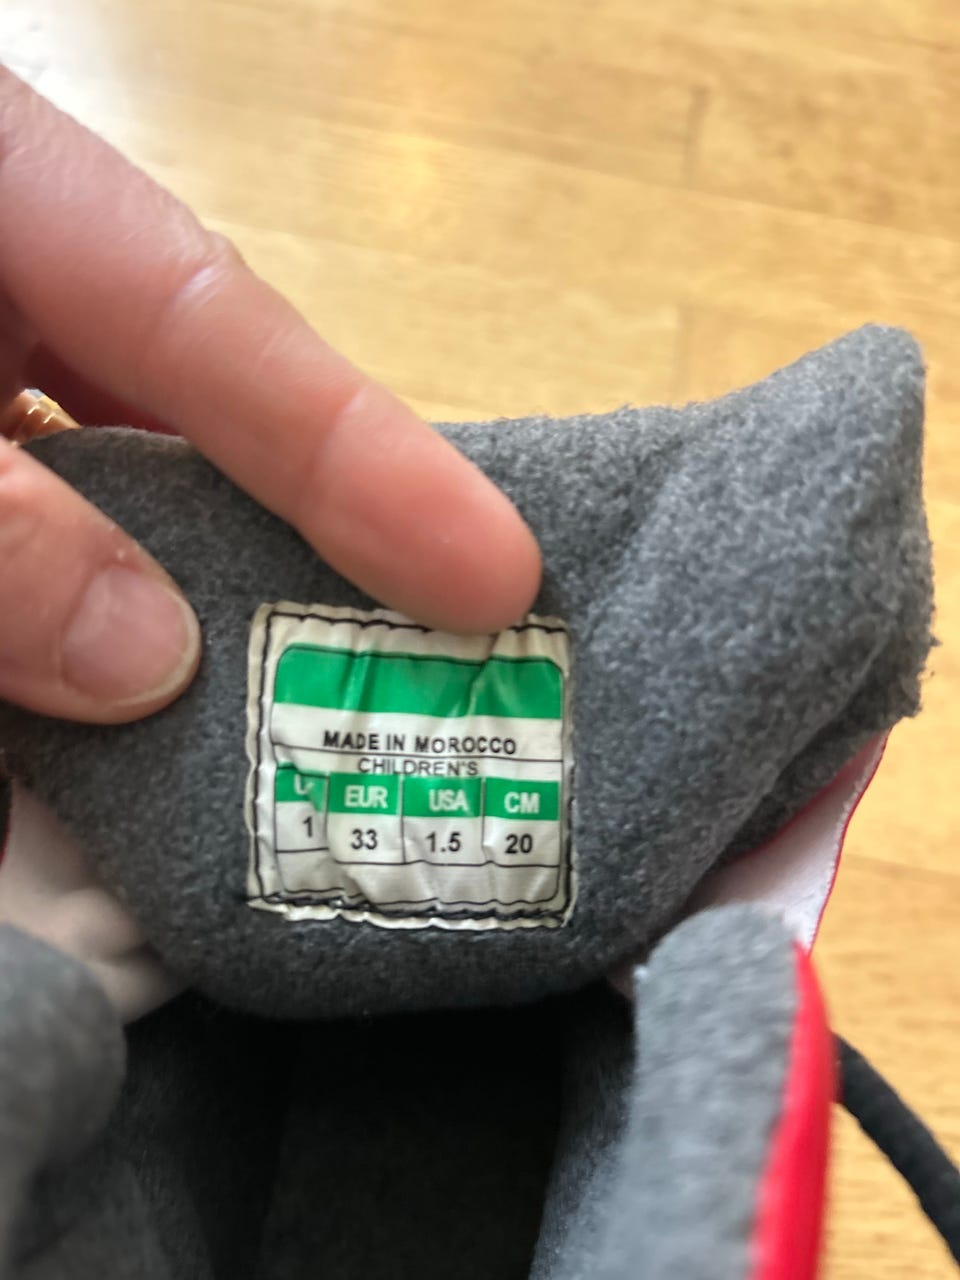 MADE IN MOROCCO
CHILDREN'S
EUR USA CM
1 33 1.5 20